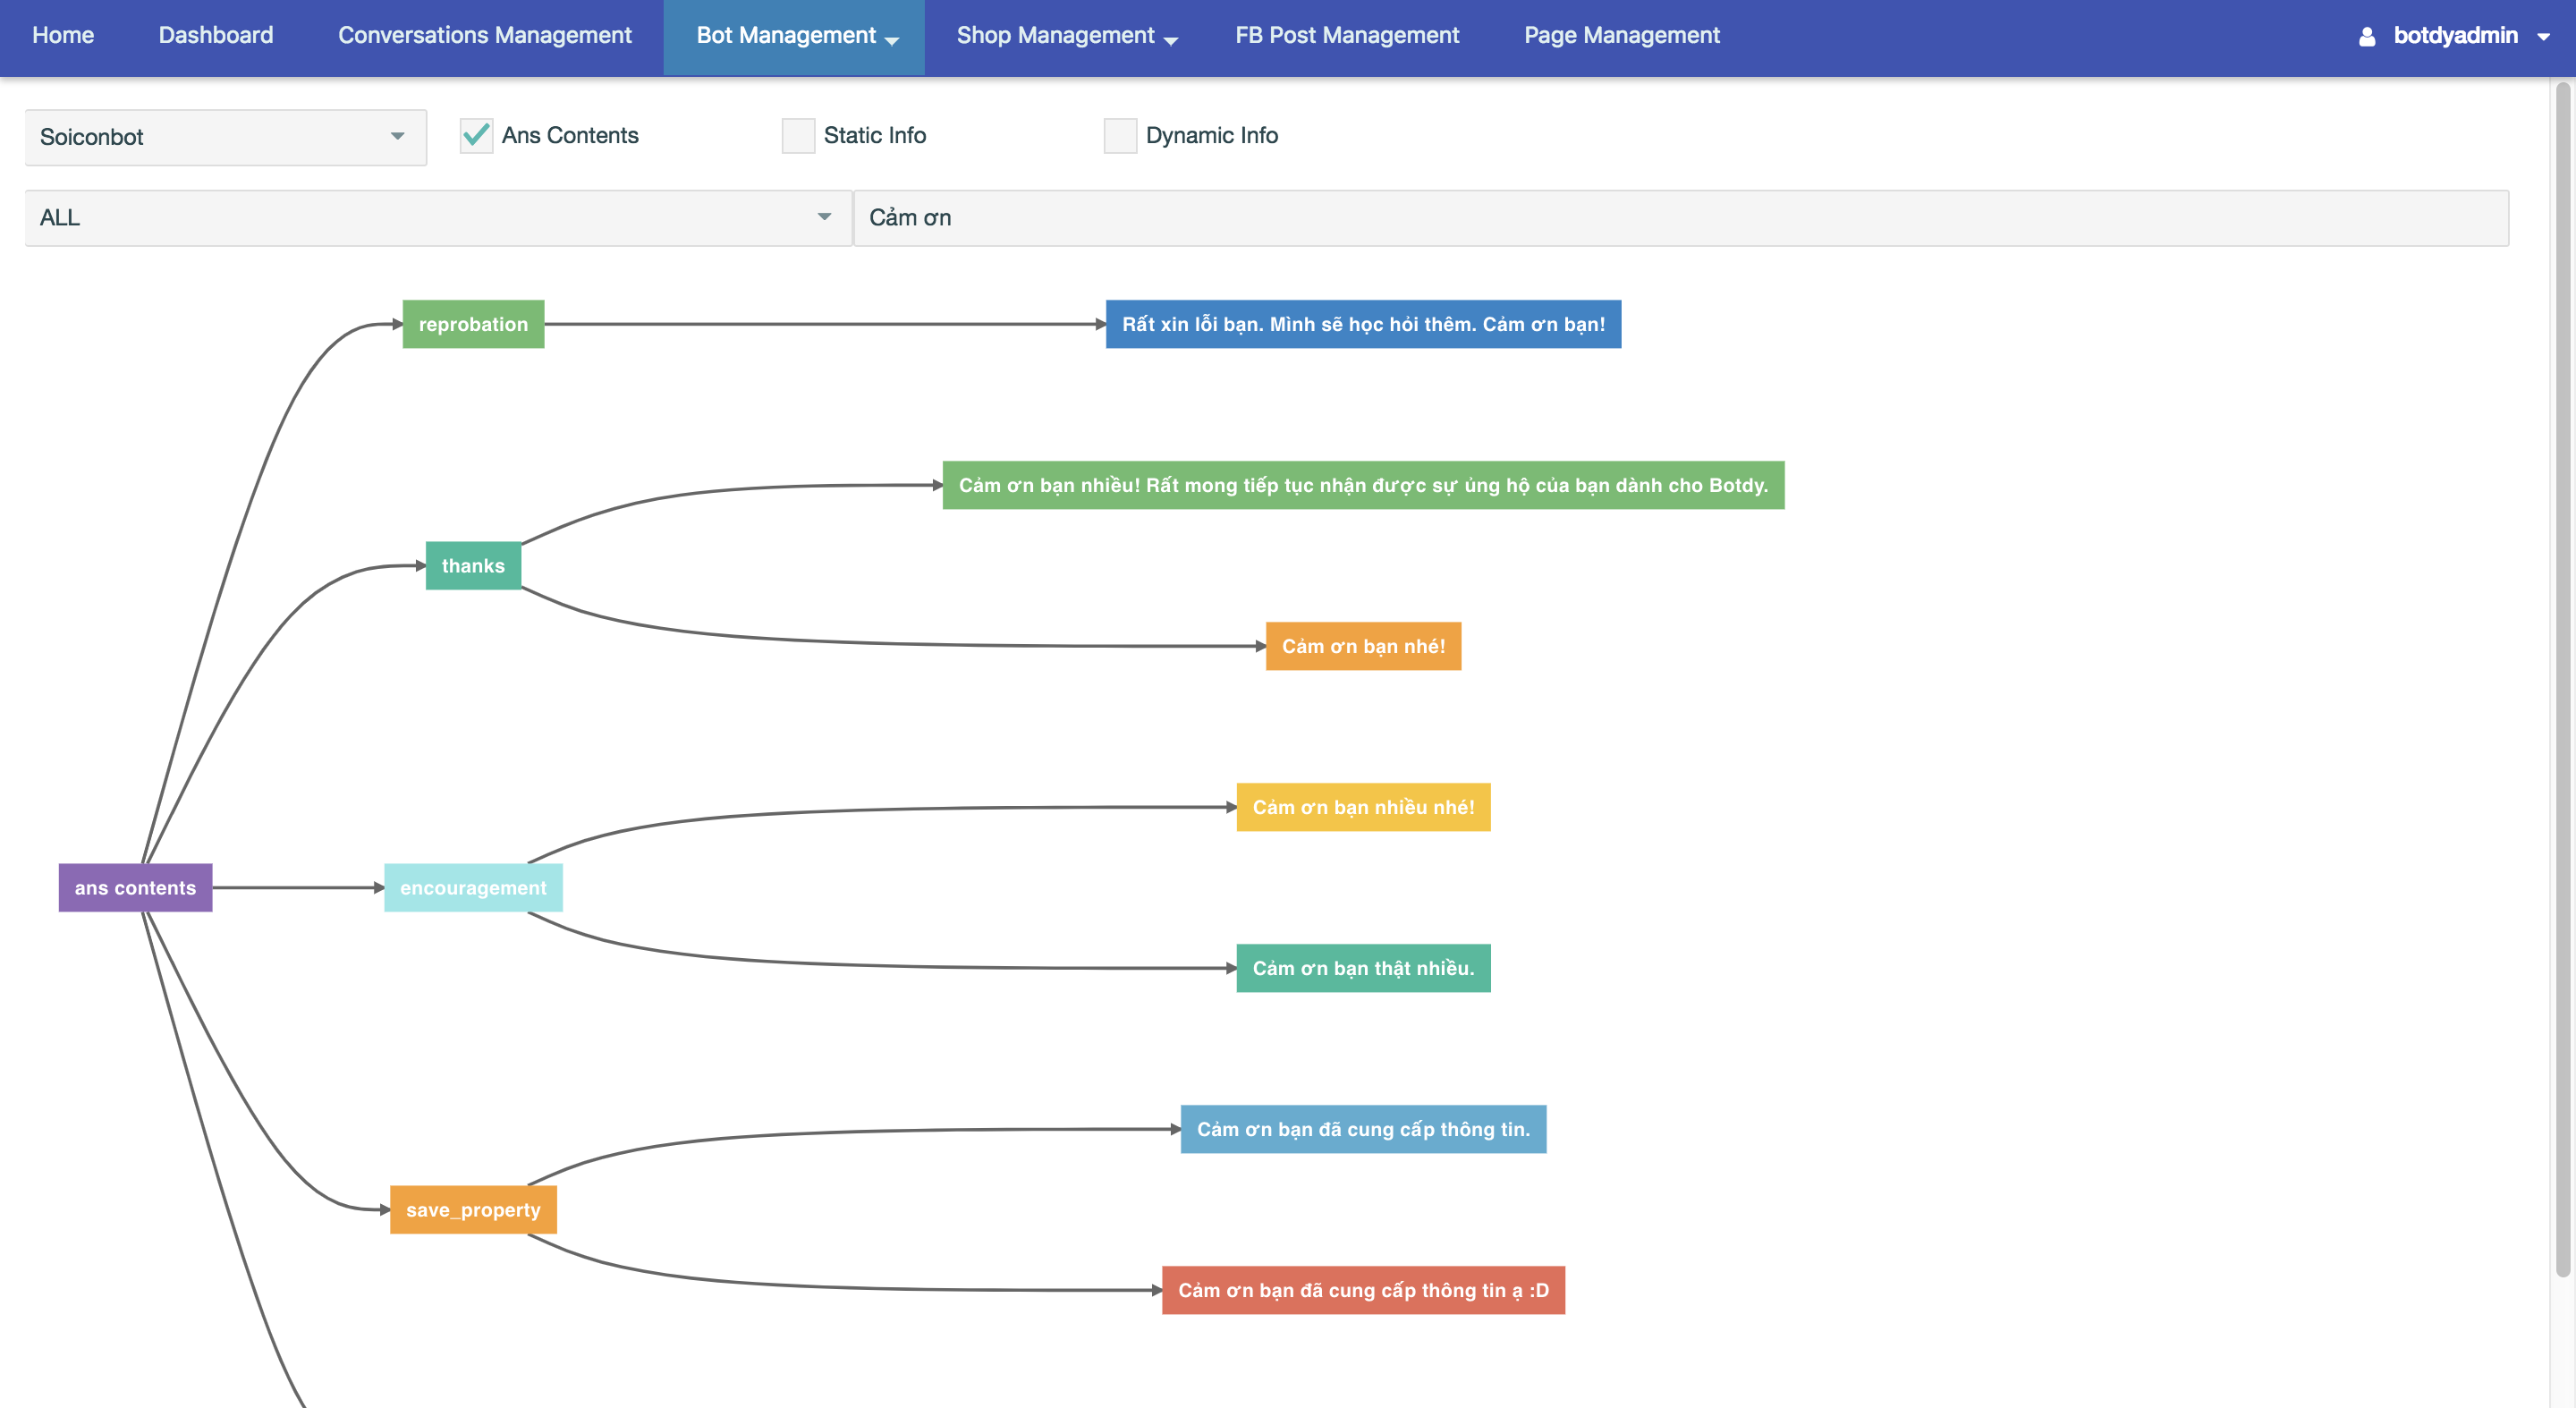 Home Dashboard Conversations Management Bot Management Shop Management FB Post Management Page Management botdyadmin
Soiconbot Ans Contents Static Info Dynamic Info
ALL Cảm ơn
reprobation
Rất xin lỗi bạn. Mình sẽ học hỏi thêm. Cảm ơn bạn!
Cảm ơn bạn nhiều! Rất mong tiếp tục nhận được sự ủng hộ của bạn dành cho Botdy.
thanks
Cảm ơn bạn nhé!
Cảm ơn bạn nhiều nhé!
ans contents
encouragement
Cảm ơn bạn thật nhiều.
Cảm ơn bạn đã cung cấp thông tin.
save_property
Cảm ơn bạn đã cung cấp thông tin ạ :D